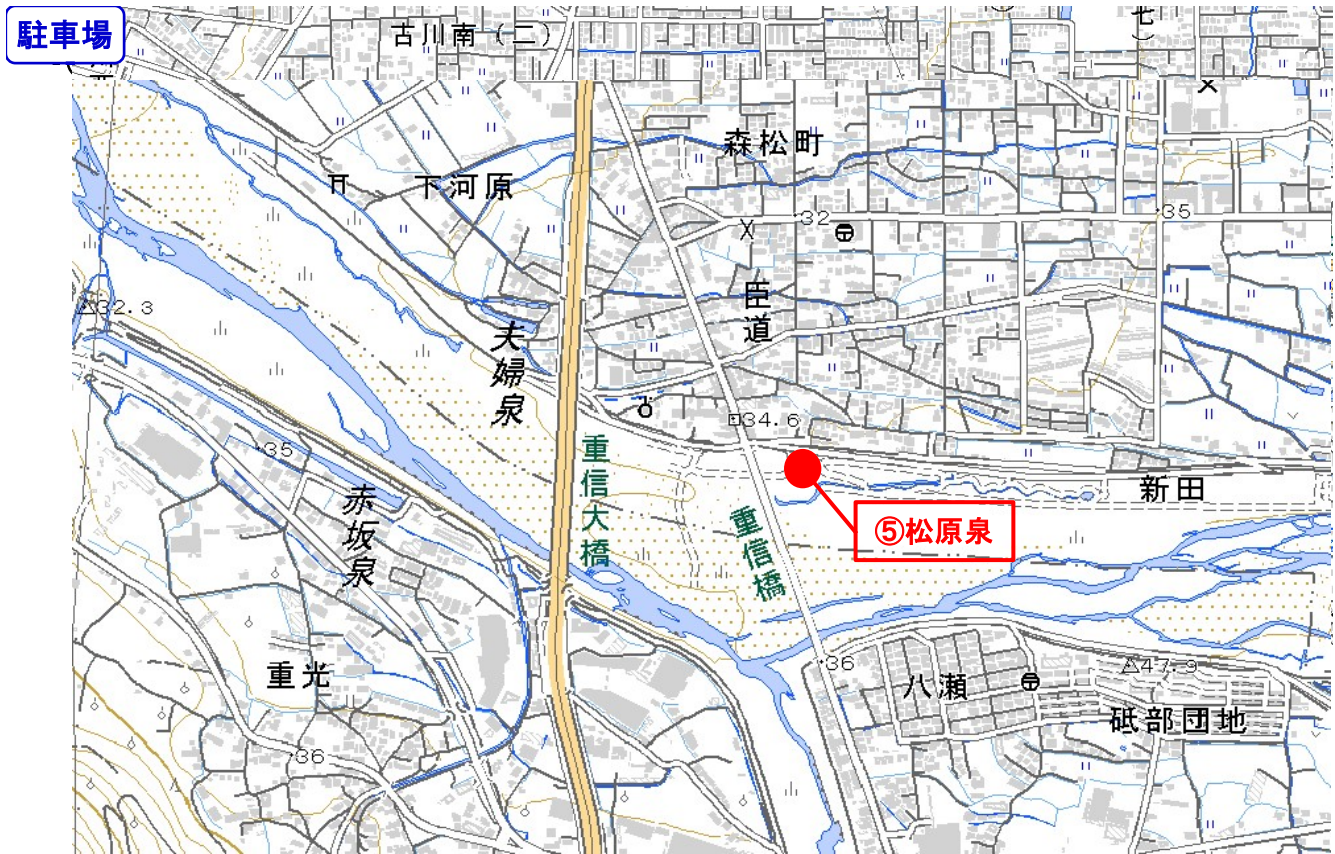 駐車場
古川南（二）
七）
森松町
下河原
32
35
臣道
32.3
夫婦泉
34.6
35
重信大橋
新田
赤坂泉
⑤松原泉
重信橋
36
重光
八瀬
47.9
砥部団地
36